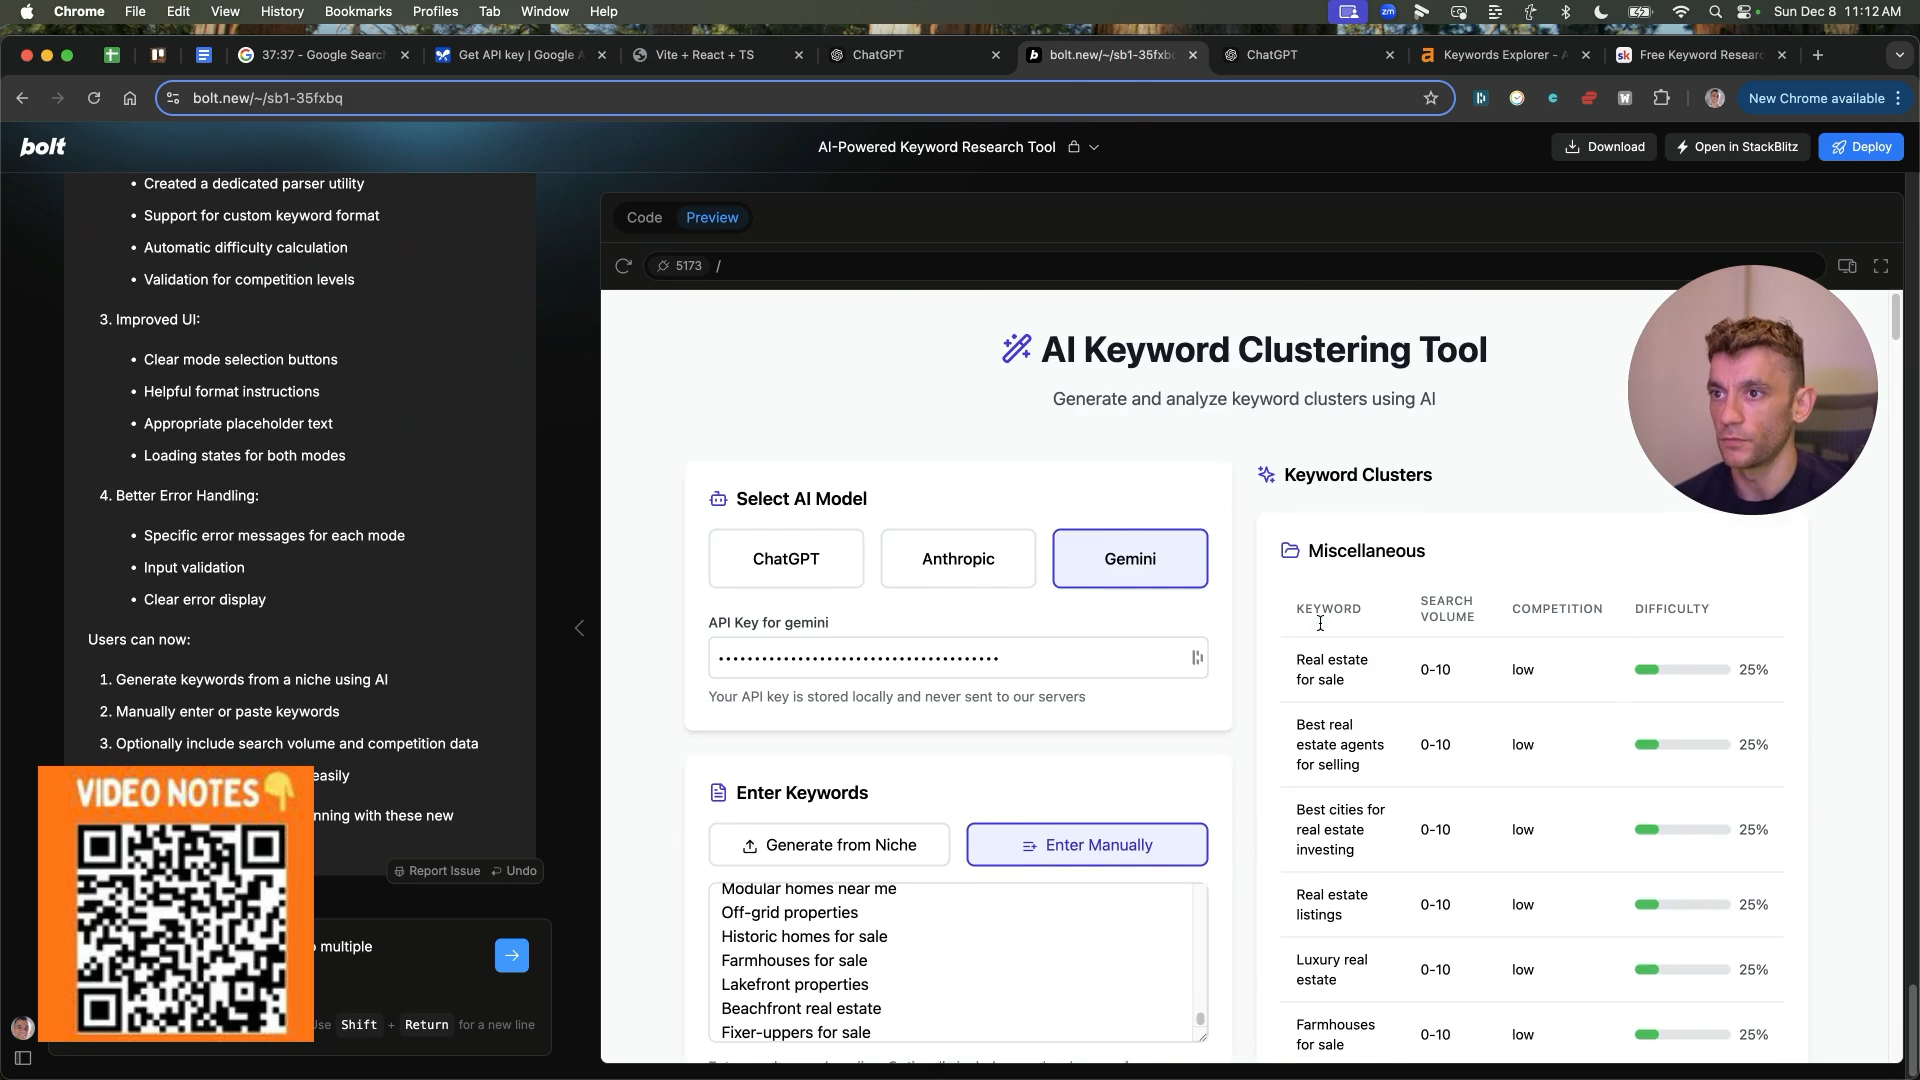 Chrome File Edit View History Bookmarks Profiles Tab Window Help
zm
Sun Dec 8 11:12 AM
37:37 - Google Search
Get API key | Google A
Vite + React + TS
ChatGPT
bolt.new/~/sb1-35fxbq
ChatGPT
Keywords Explorer - A
Free Keyword Researc
bolt.new/~/sb1-35fxbq
New Chrome available
bolt
AI-Powered Keyword Research Tool
Download
Open in StackBlitz
Deploy
• Created a dedicated parser utility
• Support for custom keyword format
• Automatic difficulty calculation
• Validation for competition levels
3. Improved UI:
• Clear mode selection buttons
• Helpful format instructions
• Appropriate placeholder text
• Loading states for both modes
4. Better Error Handling:
• Specific error messages for each mode
• Input validation
• Clear error display
Users can now:
1. Generate keywords from a niche using AI
2. Manually enter or paste keywords
3. Optionally include search volume and competition data
easily
nning with these new
Report Issue
Undo
multiple
Use Shift + Return for a new line
VIDEO NOTES
Code
Preview
5173 /
AI Keyword Clustering Tool
Generate and analyze keyword clusters using AI
Select AI Model
ChatGPT
Anthropic
Gemini
API Key for gemini
Your API key is stored locally and never sent to our servers
Enter Keywords
Generate from Niche
Enter Manually
Modular homes near me
Off-grid properties
Historic homes for sale
Farmhouses for sale
Lakefront properties
Beachfront real estate
Fixer-uppers for sale
Keyword Clusters
Miscellaneous
KEYWORD SEARCH VOLUME COMPETITION DIFFICULTY
Real estate for sale 0-10 low 25%
Best real estate agents for selling 0-10 low 25%
Best cities for real estate investing 0-10 low 25%
Real estate listings 0-10 low 25%
Luxury real estate 0-10 low 25%
Farmhouses for sale 0-10 low 25%